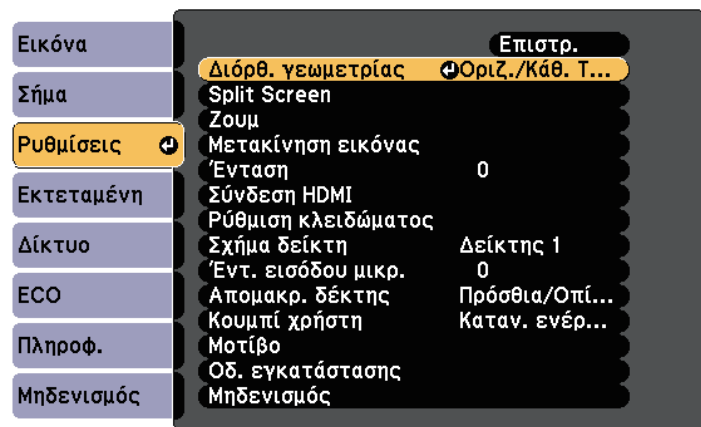 Εικόνα
Σήμα
Ρυθμίσεις
Εκτεταμένη
Δίκτυο
ECO
Πληροφ.
Μηδενισμός
Επιστρ.
Διόρθ. γεωμετρίας Οριζ./Κάθ. Τ...
Split Screen
Ζουμ
Μετακίνηση εικόνας
Ένταση 0
Σύνδεση HDMI
Ρύθμιση κλειδώματος
Σχήμα δείκτη Δείκτης 1
Έντ. εισόδου μικρ. 0
Απομακρ. δέκτης Πρόσθια/Οπί...
Κουμπί χρήστη Καταν. ενέρ...
Μοτίβο
Οδ. εγκατάστασης
Μηδενισμός